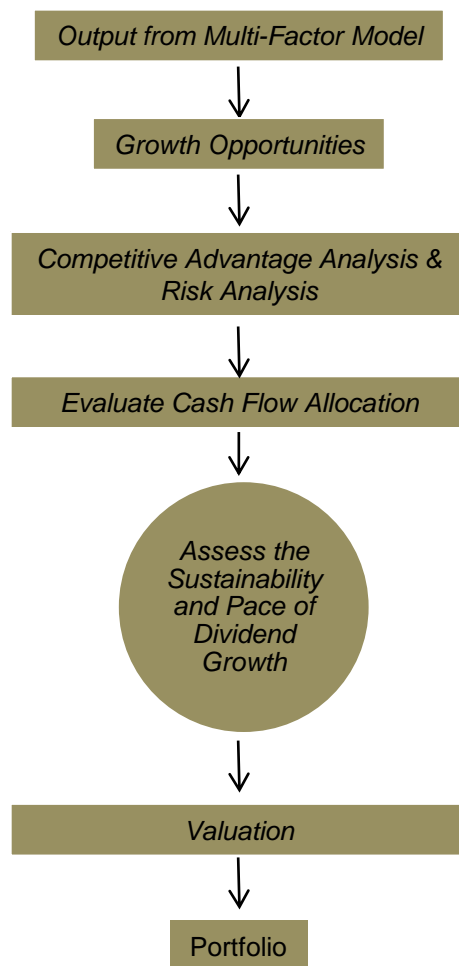 Output from Multi-Factor Model
Growth Opportunities
Competitive Advantage Analysis &
Risk Analysis
Evaluate Cash Flow Allocation
Assess the
Sustainability
and Pace of
Dividend
Growth
Valuation
Portfolio